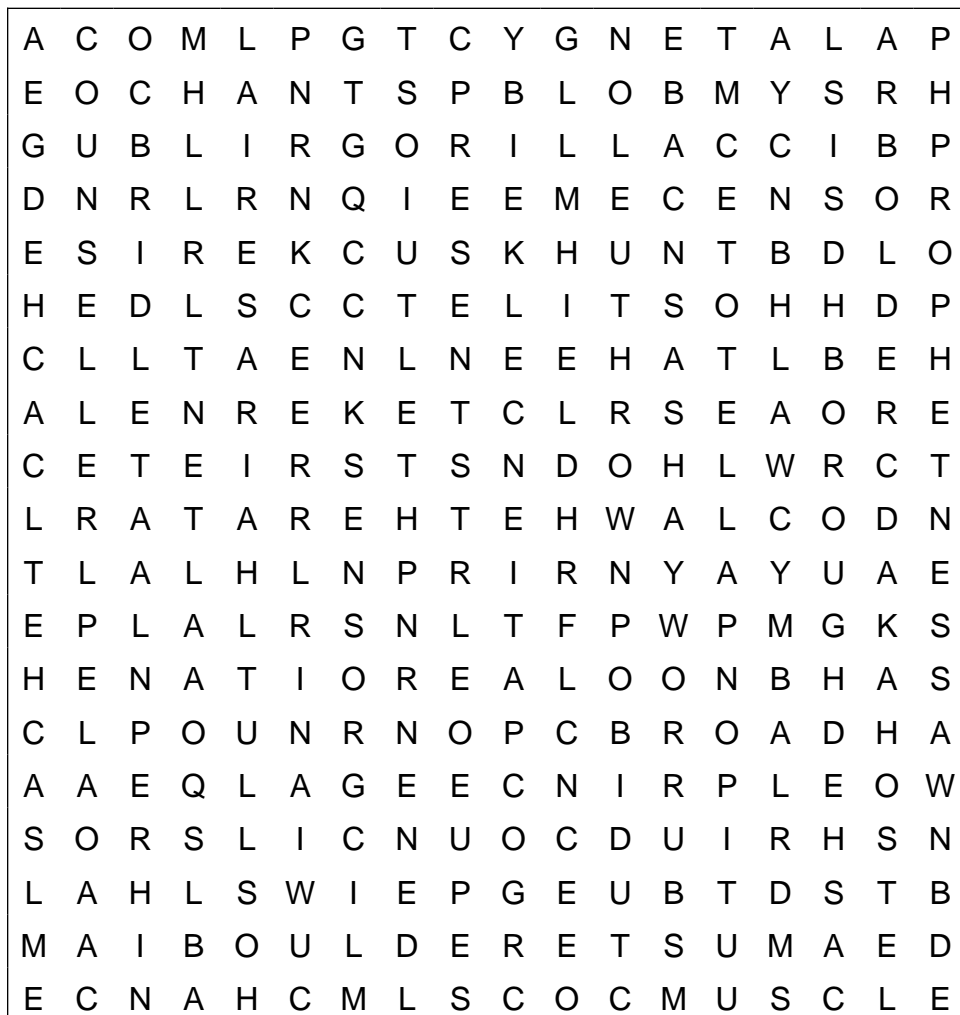 A C O M L P G T C Y G N E T A L A P
E O C H A N T S P B L O B M Y S R H
G U B L I R G O R I L L A C C I B P
D N R L R N Q I E E M E C E N S O R
E S I R E K C U S K H U N T B D L O
H E D L S C C T E L I T S O H H D P
C L L T A E N L N E E H A T L B E H
A L E N R E K E T C L R S E A O R E
C E T E I R S T S N D O H L W R C T
L R A T A R E H T E H W A L C O D N
T L A L H L N P R I R N Y A Y U A E
E P L A L R S N L T F P W P M G K S
H E N A T I O R E A L O O N B H A S
C L P O U N R N O P C B R O A D H A
A A E Q L A G E E C N I R P L E O W
S O R S L I C N U O C D U I R H S N
L A H L S W I E P G E U B T D S T B
M A I B O U L D E R E T S U M A E D
E C N A H C M L S C O C M U S C L E